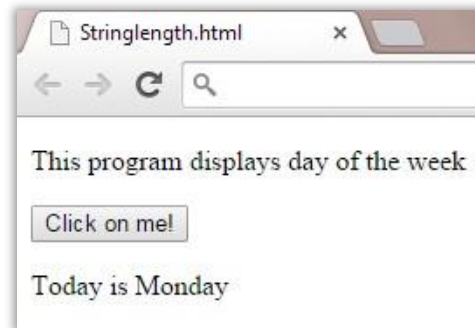 Stringlength.html
This program displays day of the week
Click on me!
Today is Monday